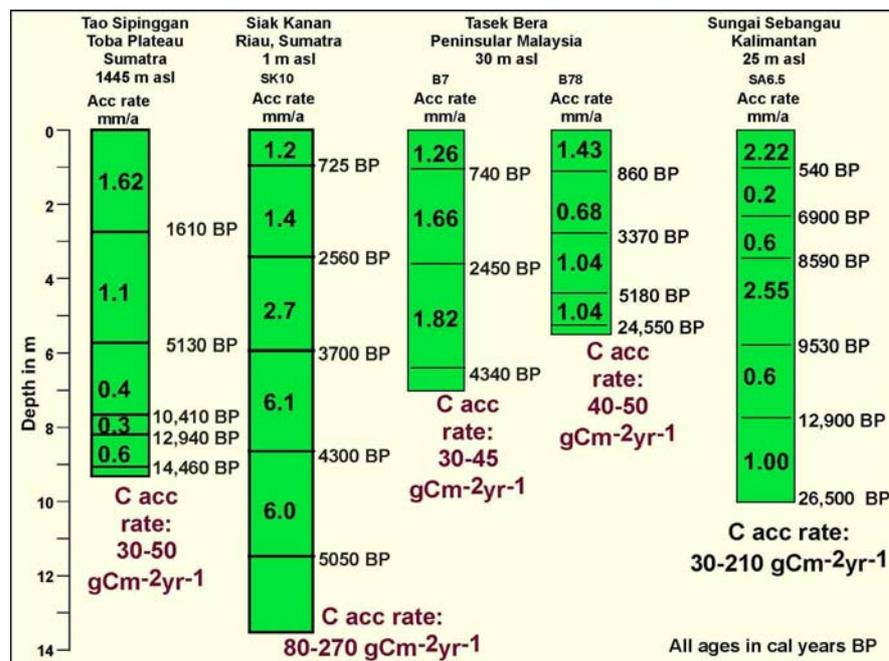 Tao Sipinggan
Toba Plateau
Sumatra
1445 m asl
Acc rate
mm/a
Siak Kanan
Riau, Sumatra
1 m asl
SK10
Acc rate
mm/a
Tasek Bera
Peninsular Malaysia
30 m asl
B7
Acc rate
mm/a
B78
Acc rate
mm/a
Sungai Sebangau
Kalimantan
25 m asl
SA6.5
Acc rate
mm/a
Depth in m
0
2
4
6
8
10
12
14
1.62
1610 BP
1.1
5130 BP
0.4
10,410 BP
0.3
12,940 BP
0.6
14,460 BP
C acc
rate:
30-50
gCm-2yr-1
1.2
725 BP
1.4
2560 BP
2.7
3700 BP
6.1
4300 BP
6.0
5050 BP
C acc rate:
80-270 gCm-2yr-1
1.26
740 BP
1.66
2450 BP
1.82
4340 BP
C acc
rate:
30-45
gCm-2yr-1
1.43
860 BP
0.68
3370 BP
1.04
5180 BP
1.04
24,550 BP
C acc
rate:
40-50
gCm-2yr-1
2.22
540 BP
0.2
6900 BP
0.6
8590 BP
2.55
9530 BP
0.6
12,900 BP
1.00
26,500 BP
C acc rate:
30-210 gCm-2yr-1
All ages in cal years BP